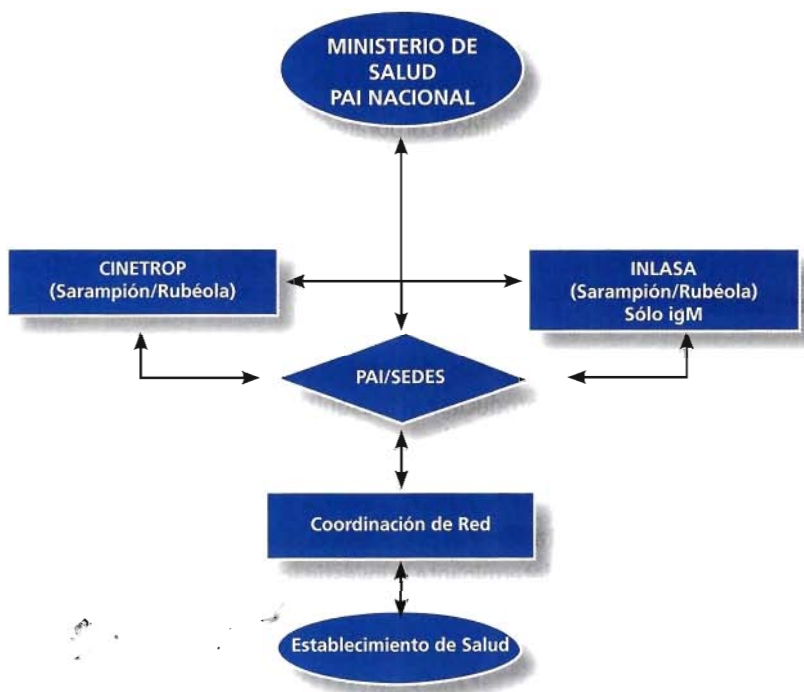 MINISTERIO DE
SALUD
PAI NACIONAL
CINETROP
(Sarampión/Rubéola)
INLASA
(Sarampión/Rubéola)
Sólo igM
PAI/SEDES
Coordinación de Red
Establecimiento de Salud